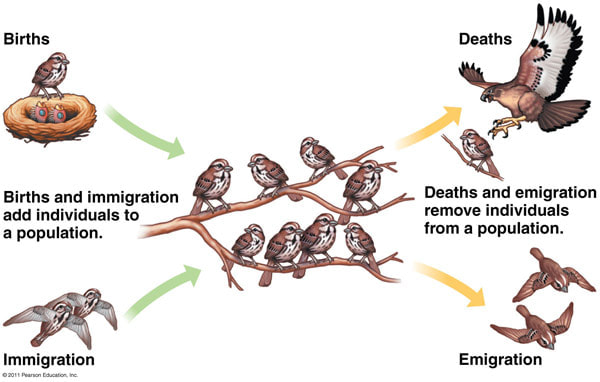 Births
Deaths
Births and immigration
add individuals to
a population.
Deaths and emigration
remove individuals
from a population.
Immigration
Emigration
© 2011 Pearson Education, Inc.